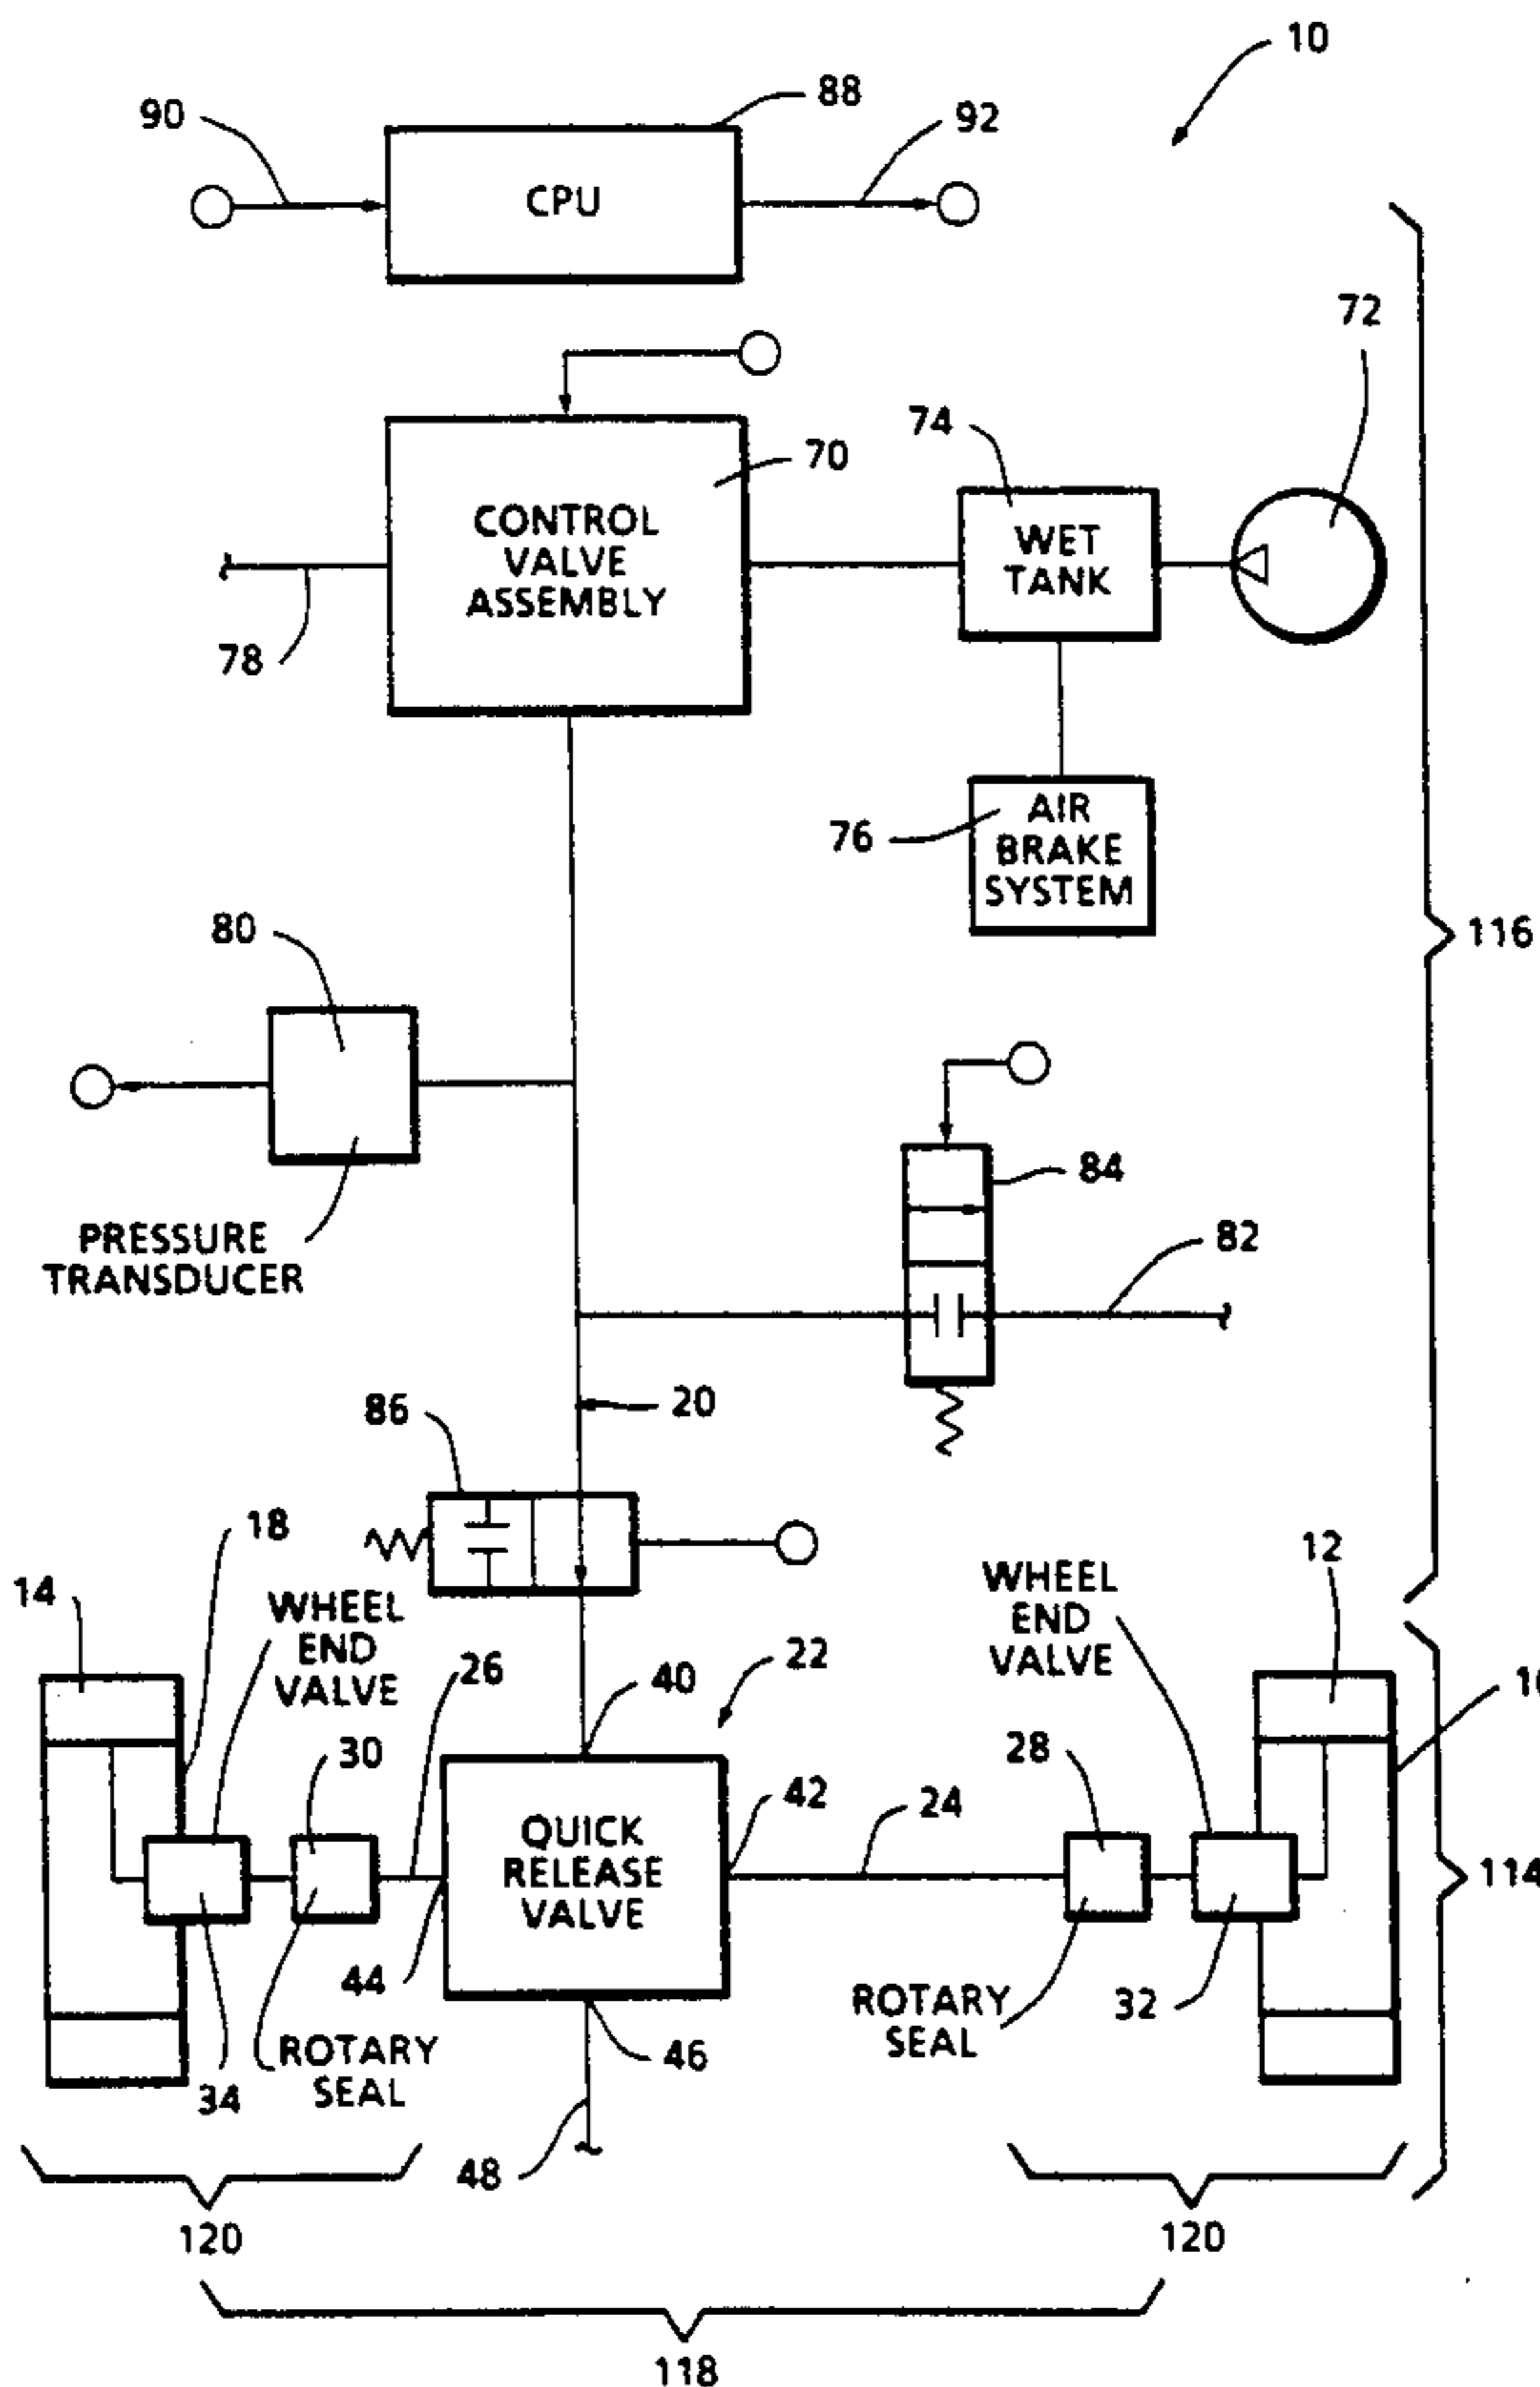 10
88
90
92
CPU
72
74
70
CONTROL
VALVE
ASSEMBLY
WET
TANK
78
AIR
BRAKE
SYSTEM
76
116
80
84
82
PRESSURE
TRANSDUCER
20
86
18
14
WHEEL
END
VALVE
26
40
22
WHEEL
END
VALVE
12
30
42
24
28
QUICK
RELEASE
VALVE
114
44
ROTARY
SEAL
32
46
ROTARY
SEAL
34
48
120
120
118